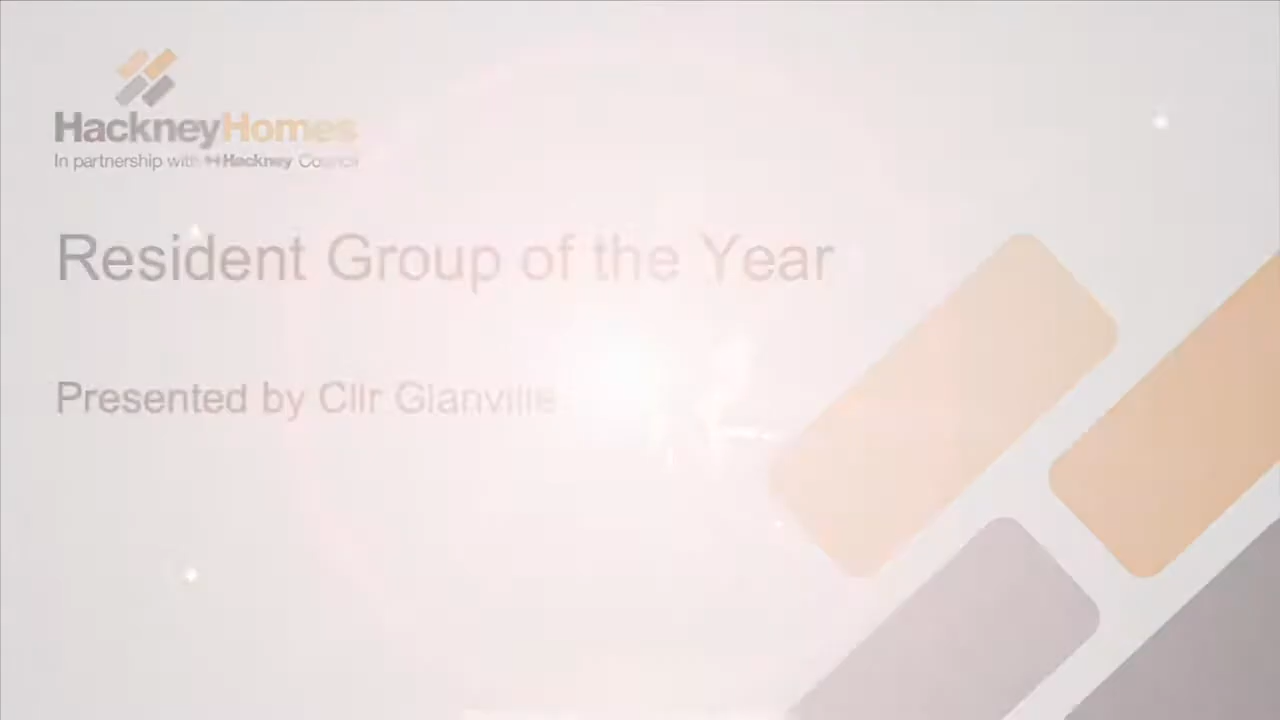 HackneyHomes
In partnership with Hackney Council
Resident Group of the Year
Presented by Cllr Glanville